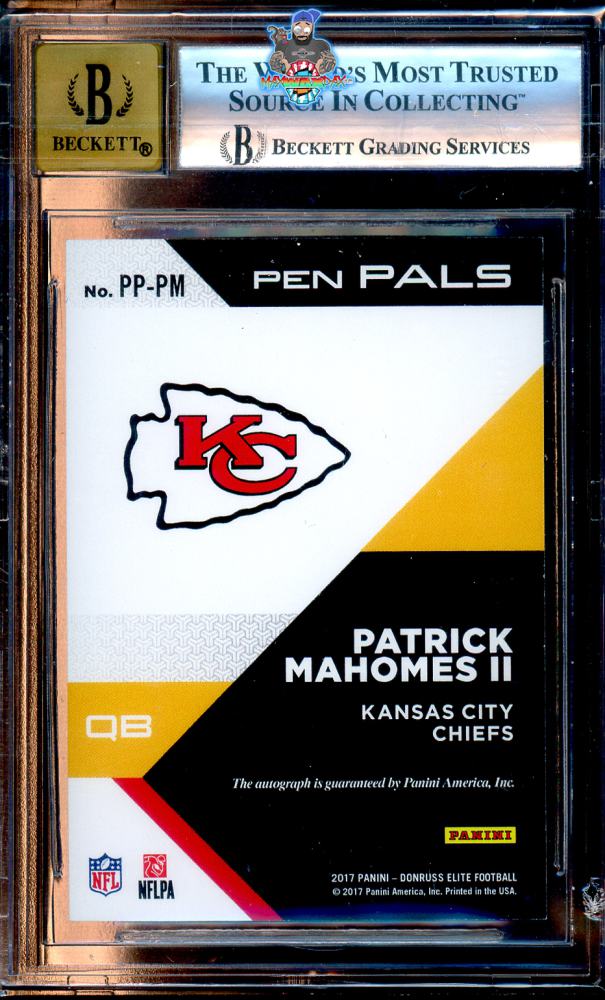 B
BECKETT®
THE W   'S MOST TRUSTED
SOURCE IN COLLECTING™
B BECKETT GRADING SERVICES
No. PP-PM
PEN PALS
KC
PATRICK
MAHOMES II
QB
KANSAS CITY
CHIEFS
The autograph is guaranteed by Panini America, Inc.
PANINI
NFL
NFLPA
2017 PANINI – DONRUSS ELITE FOOTBALL
© 2017 Panini America, Inc. Printed in the USA.